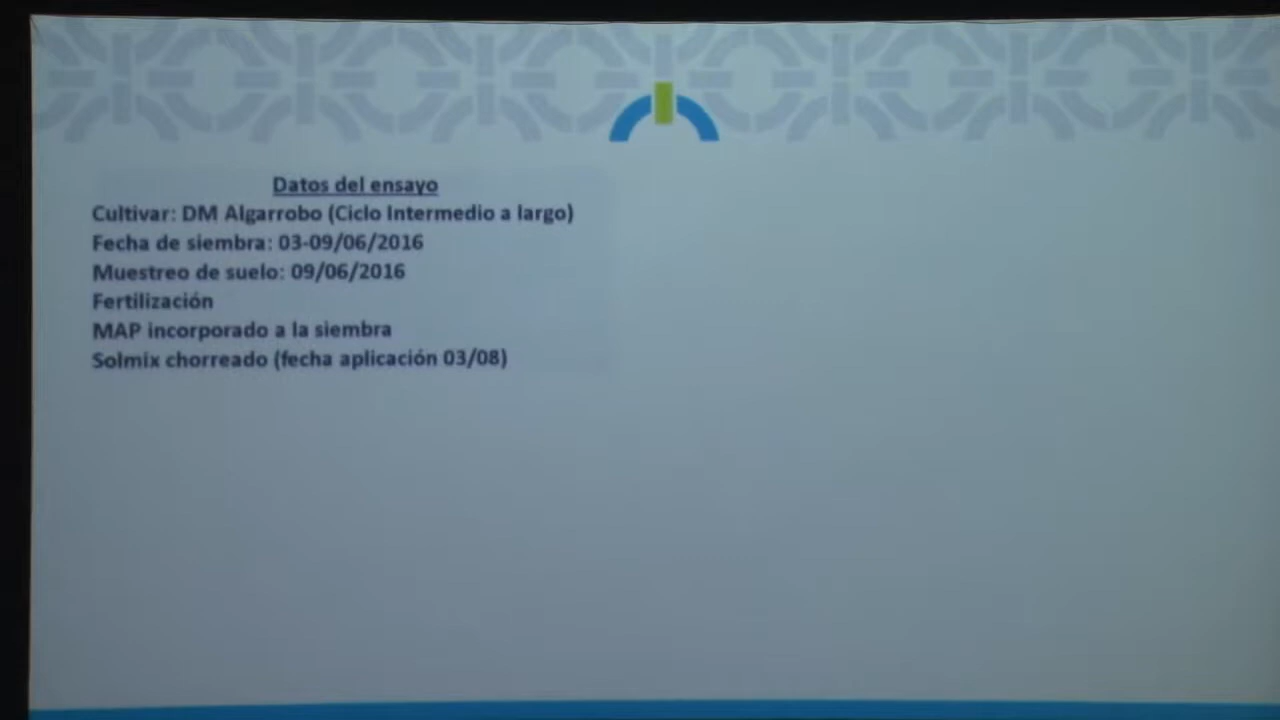 Datos del ensayo
Cultivar: DM Algarrobo (Ciclo Intermedio a largo)
Fecha de siembra: 03-09/06/2016
Muestreo de suelo: 09/06/2016
Fertilización
MAP incorporado a la siembra
Solmix chorreado (fecha aplicación 03/08)